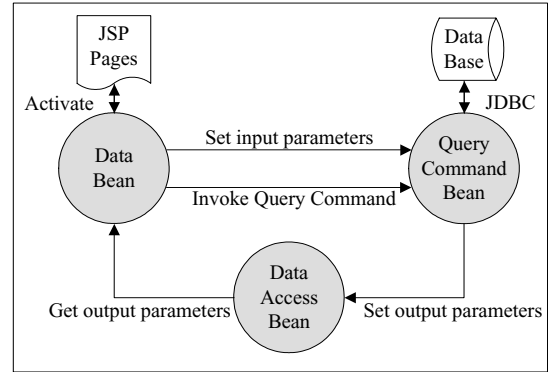 JSP
Pages
Data
Base
Activate
JDBC
Set input parameters
Data
Bean
Query
Command
Bean
Invoke Query Command
Data
Access
Bean
Get output parameters
Set output parameters